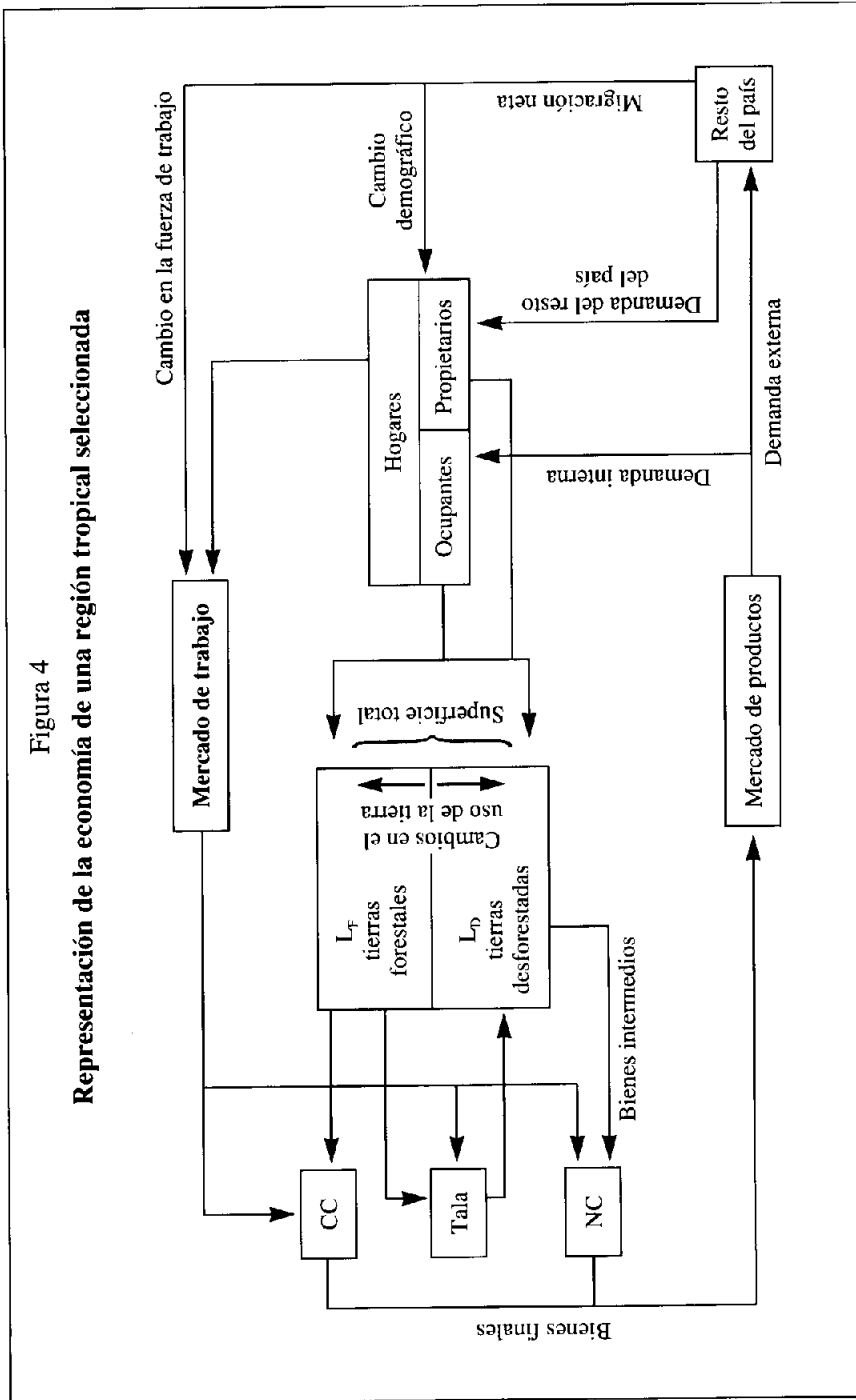 Figura 4
Representación de la economía de una región tropical seleccionada
Cambio en la fuerza de trabajo
Mercado de trabajo
Cambio
demográfico
Migración neta
Hogares
Ocupantes
Propietarios
Demanda del resto
del país
Resto
del país
Demanda interna
Demanda externa
Superficie total
Cambios en el
uso de la tierra
L_F
tierras
forestales
L_D
tierras
desforestadas
CC
Tala
NC
Bienes intermedios
Bienes finales
Mercado de productos